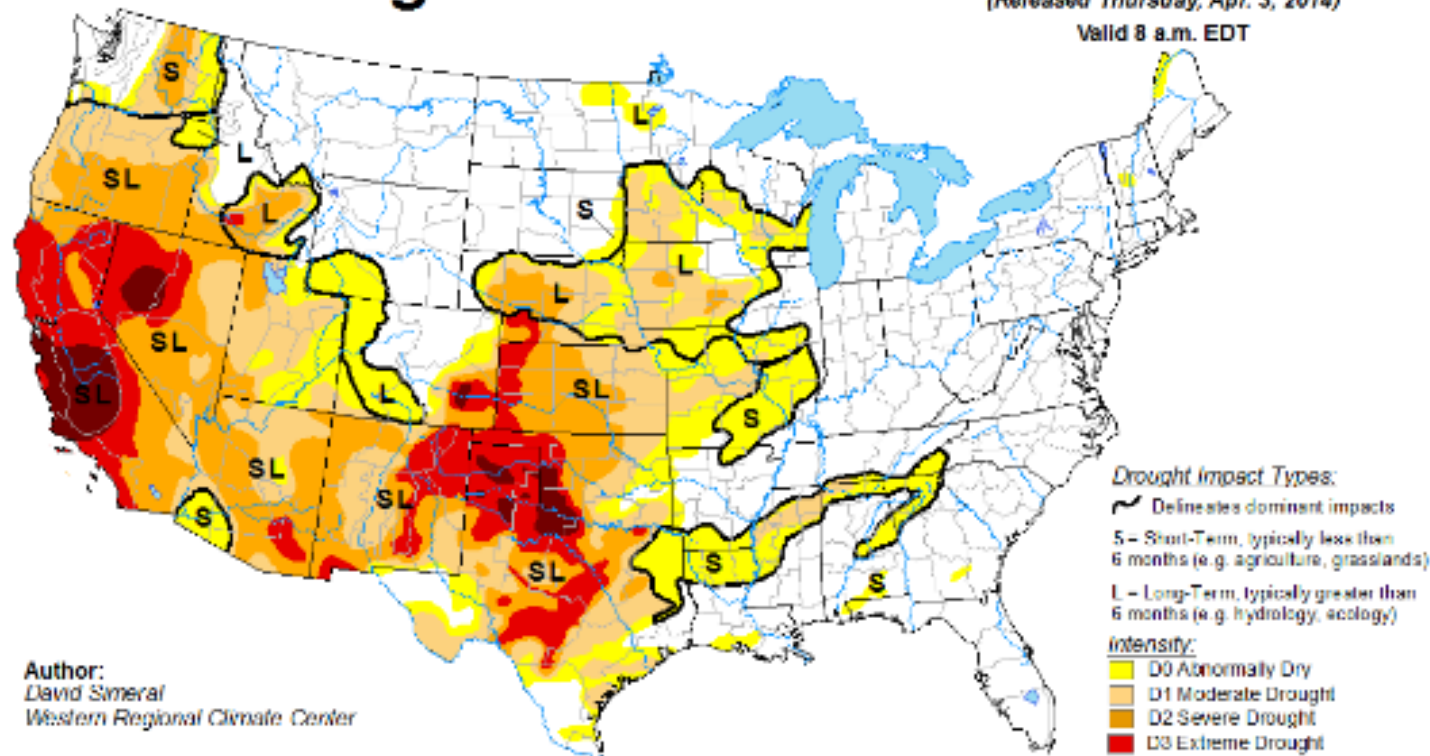 (Released Thursday, Apr. 3, 2014)
Valid 8 a.m. EDT
S
L
L
SL
S
L
L
L
SL
SL
L
SL
S
SL
SL
S
SL
S
S
Drought Impact Types:
Delineates dominant impacts
S = Short-Term, typically less than
6 months (e.g. agriculture, grasslands)
L = Long-Term, typically greater than
6 months (e.g. hydrology, ecology)
Intensity:
D0 Abnormally Dry
D1 Moderate Drought
D2 Severe Drought
D3 Extreme Drought
Author:
David Simeral
Western Regional Climate Center